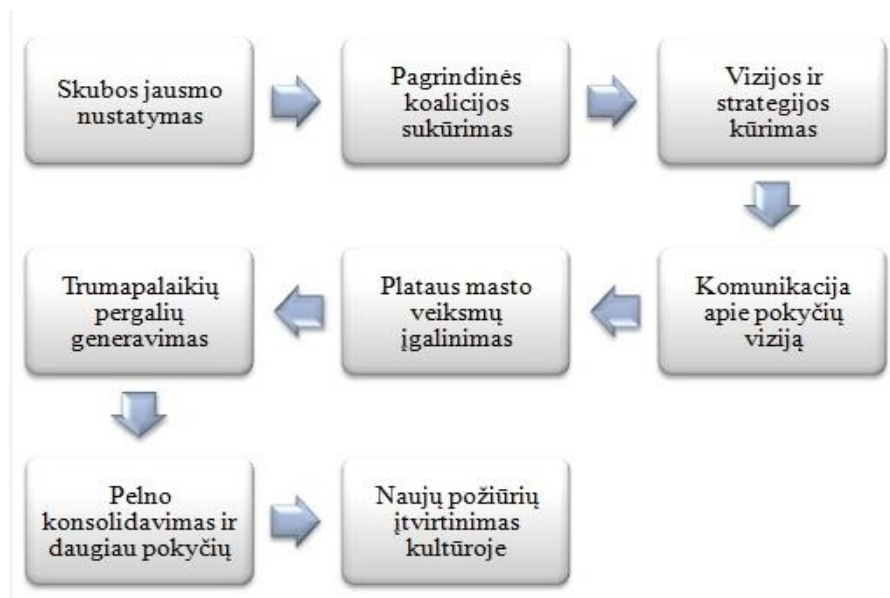 Skubos jausmo
nustatymas
Pagrindinės
koalicijos
sukūrimas
Vizijos ir
strategijos
kūrimas
Komunikacija
apie pokyčių
viziją
Plataus masto
veiksmų
įgalinimas
Trumapalaikių
pergalių
generavimas
Pelno
konsolidavimas ir
daugiau pokyčių
Naujų požiūrių
įtvirtinimas
kultūroje